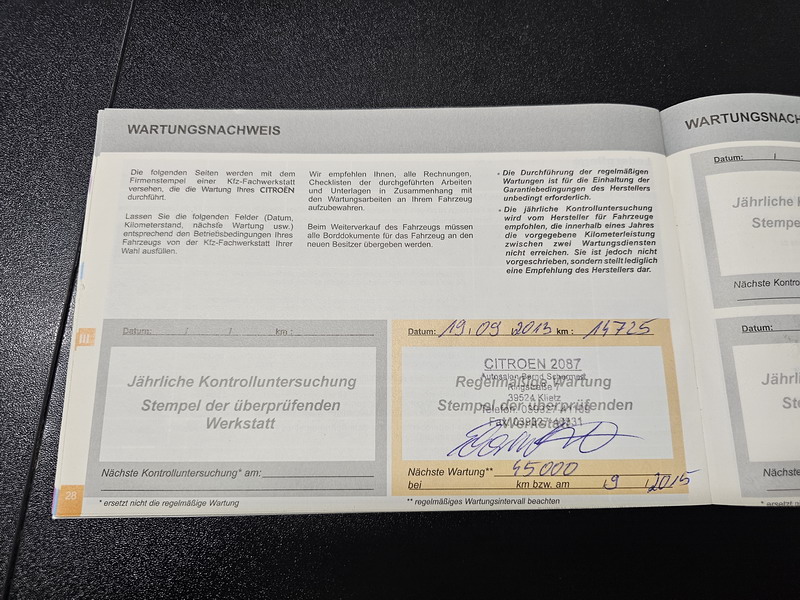 WARTUNGSNACHWEIS
Die folgenden Seiten werden mit dem
Firmenstempel einer Kfz-Fachwerkstatt
versehen, die die Wartung Ihres CITROËN
durchführt.
Lassen Sie die folgenden Felder (Datum,
Kilometerstand, nächste Wartung usw.)
entsprechend den Betriebsbedingungen Ihres
Fahrzeugs von der Kfz-Fachwerkstatt Ihrer
Wahl ausfüllen.
Wir empfehlen Ihnen, alle Rechnungen,
Checklisten der durchgeführten Arbeiten
und Unterlagen in Zusammenhang mit
den Wartungsarbeiten an Ihrem Fahrzeug
aufzubewahren.
Beim Weiterverkauf des Fahrzeugs müssen
alle Borddokumente für das Fahrzeug an den
neuen Besitzer übergeben werden.
- Die Durchführung der regelmäßigen
Wartungen ist für die Einhaltung der
Garantiebedingungen des Herstellers
unbedingt erforderlich.
- Die jährliche Kontrolluntersuchung
wird vom Hersteller für Fahrzeuge
empfohlen, die innerhalb eines Jahres
die vorgegebene Kilometerleistung
zwischen zwei Wartungsdiensten
nicht erreichen. Sie ist jedoch nicht
vorgeschrieben, sondern stellt lediglich
eine Empfehlung des Herstellers dar.
III
Datum: / / km :
Jährliche Kontrolluntersuchung
Stempel der überprüfenden
Werkstatt
Nächste Kontrolluntersuchung* am:
* ersetzt nicht die regelmäßige Wartung
28
Datum: 19.09.2013 km : 14725
CITROEN 2087
Regelmäßige Wartung
39524 Klietz
Stempel der überprüfenden
Werkstatt
Nächste Wartung** 45000
bei km bzw. am 9 2015
** regelmäßiges Wartungsintervall beachten
WARTUNGSNACH
Datum: /
Jährliche K
Stempe
Nächste Kontro
Datum:
Jährli
Ste
Nächste
* ersetzt n